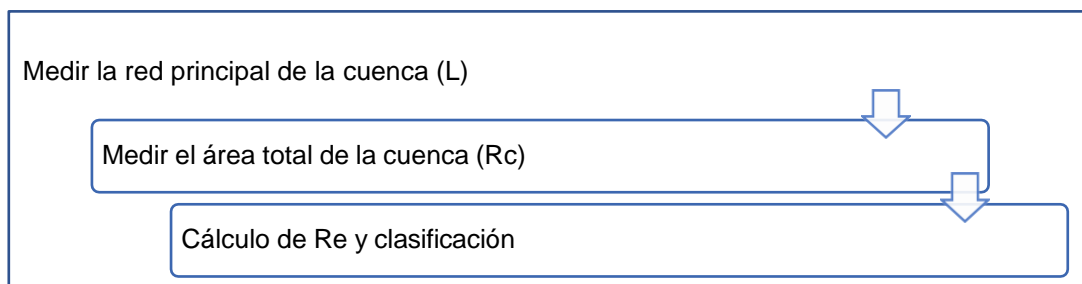 Medir la red principal de la cuenca (L)
Medir el área total de la cuenca (Rc)
Cálculo de Re y clasificación